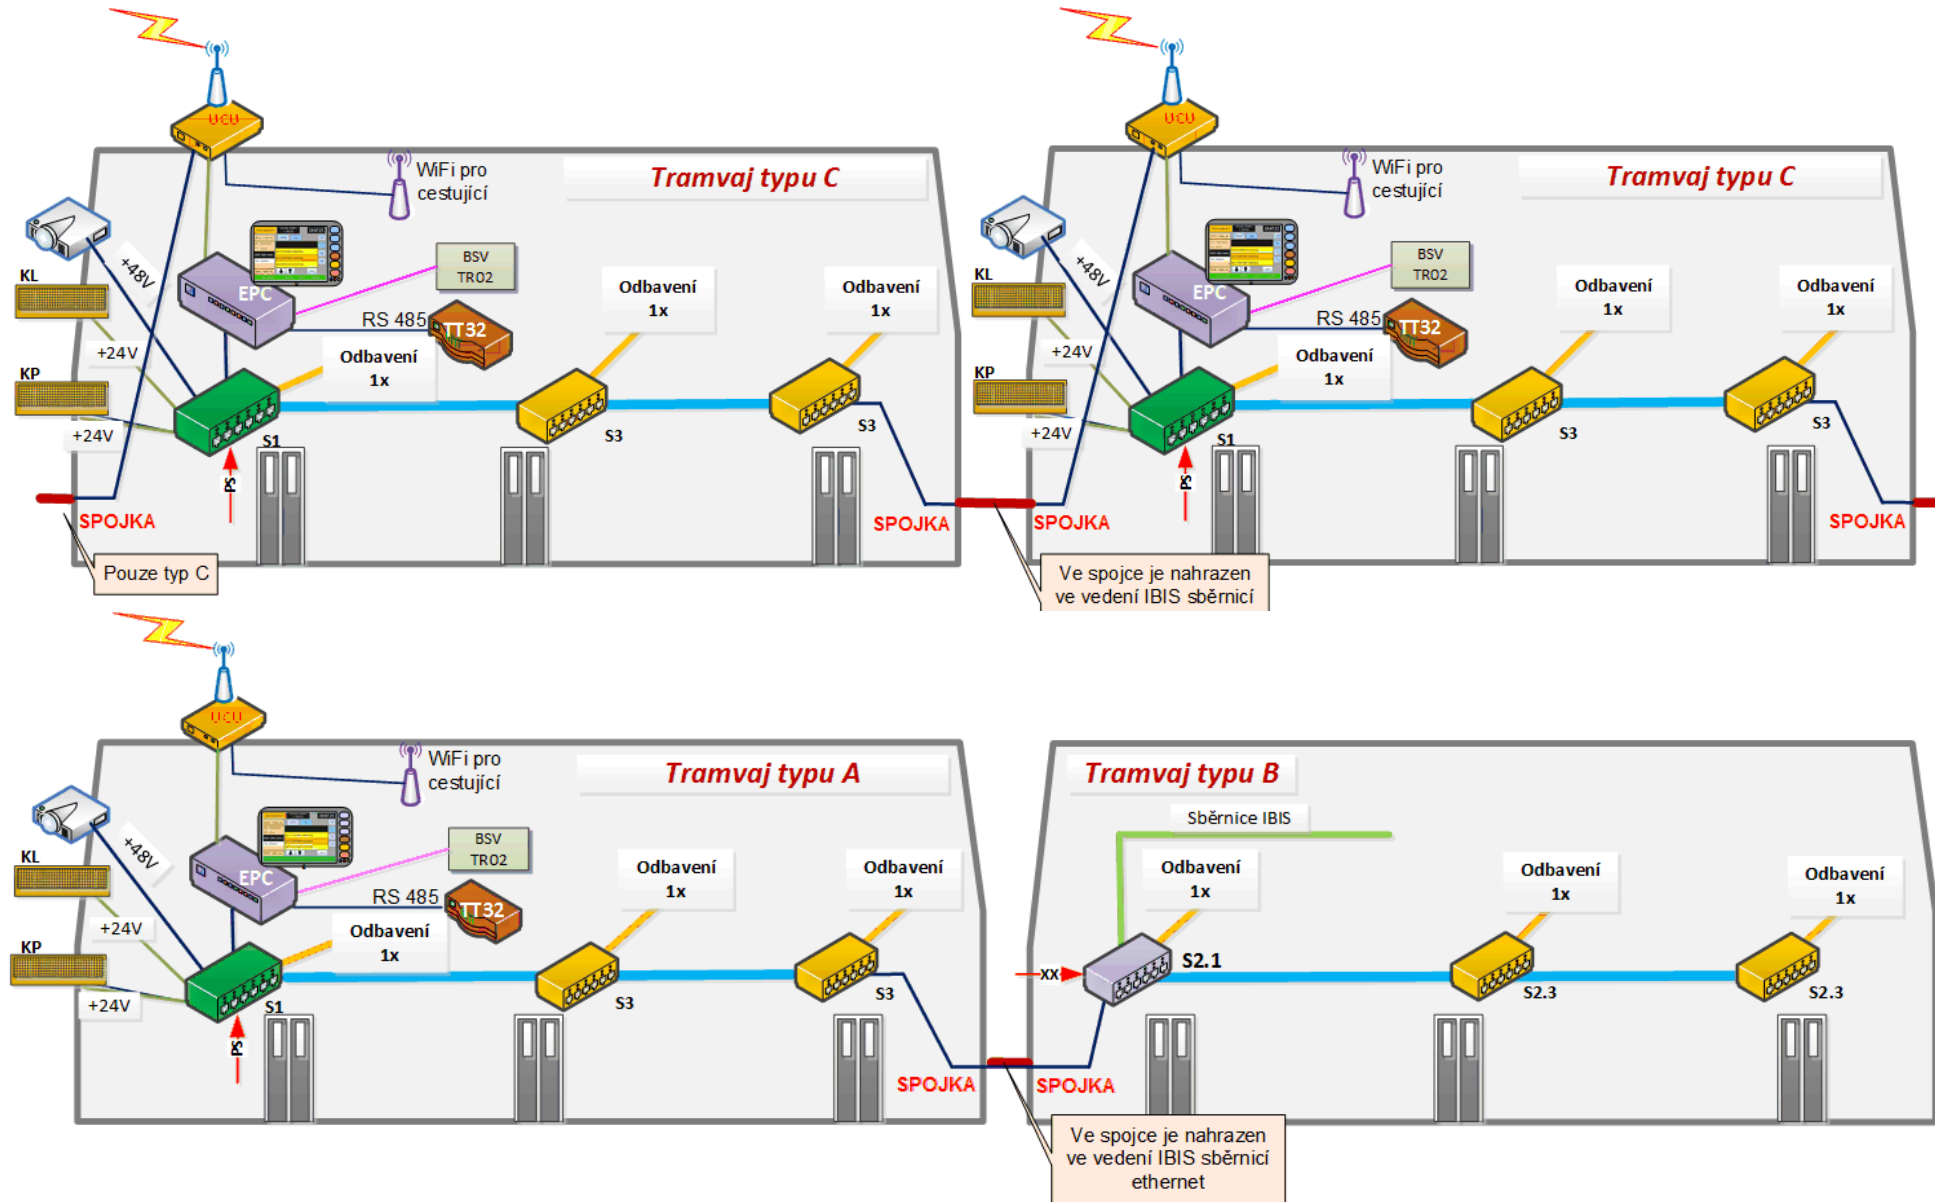 UCU
WiFi pro
cestující
Tramvaj typu C
KL
+48V
EPC
BSV
TRO2
RS 485
TT32
Odbavení
1x
Odbavení
1x
Odbavení
1x
+24V
KP
+24V
S1
S3
S3
PS
SPOJKA
SPOJKA
Pouze typ C
UCU
WiFi pro
cestující
Tramvaj typu C
KL
+48V
EPC
BSV
TRO2
RS 485
TT32
Odbavení
1x
Odbavení
1x
Odbavení
1x
+24V
KP
+24V
S1
S3
S3
PS
SPOJKA
SPOJKA
Ve spojce je nahrazen
ve vedení IBIS sběrnicí
UCU
WiFi pro
cestující
Tramvaj typu A
KL
+48V
EPC
BSV
TRO2
RS 485
TT32
Odbavení
1x
Odbavení
1x
Odbavení
1x
+24V
KP
+24V
S1
S3
S3
PS
SPOJKA
Tramvaj typu B
Sběrnice IBIS
Odbavení
1x
Odbavení
1x
Odbavení
1x
XX
S2.1
S2.3
S2.3
SPOJKA
Ve spojce je nahrazen
ve vedení IBIS sběrnicí
ethernet